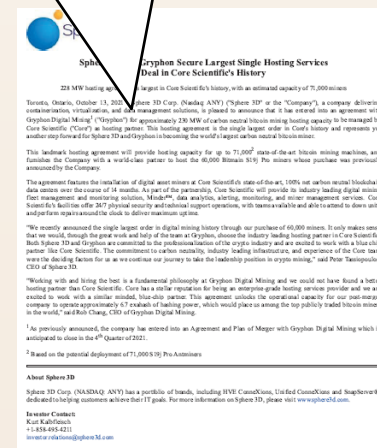 Sp
Sphe Gryphon Secure Largest Single Hosting Services
Deal in Core Scientific's History
228 MW hosting agre is largest in Core Scientific's history, with an estimated capacity of 71,000 miners
Toronto, Ontario, October 13, 2021 Sphere 3D Corp. (Nasdaq: ANY) ("Sphere 3D" or the "Company"), a company deliverin
containerization, virtualization, and data management solutions, is pleased to announce that it has entered into an agreement with
Gryphon Digital Mining¹ ("Gryphon") for approximately 230 MW of carbon neutral bitcoin mining hosting capacity to be managed b
Core Scientific ("Core") as hosting partner. This hosting agreement is the single largest order in Core's history and represents ye
another step forward for Sphere 3D and Gryphon in becoming the world's largest carbon neutral bitcoin miner.
This landmark hosting agreement will provide hosting capacity for up to 71,000² state-of-the-art bitcoin mining machines, an
furnishes the Company with a world-class partner to host the 60,000 Bitmain S19j Pro miners whose purchase was previousl
announced by the Company.
The agreement features the installation of digital asset miners at Core Scientific's state-of-the-art, 100% net carbon neutral blockchai
data centers over the course of 14 months. As part of the partnership, Core Scientific will provide its industry leading digital minin
fleet management and monitoring solution, Minder™, data analytics, alerting, monitoring, and miner management services. Cor
Scientific's facilities offer 24/7 physical security and technical support operations, with teams available and able to attend to down unit
and perform repairs around the clock to deliver maximum uptime.
"We recently announced the single largest order in digital mining history through our purchase of 60,000 miners. It only makes sens
that we would, through the great work and help of the team at Gryphon, choose the industry leading hosting partner in Core Scientifi
Both Sphere 3D and Gryphon are committed to the professionalization of the crypto industry and are excited to work with a blue chi
partner like Core Scientific. The commitment to carbon neutrality, industry leading infrastructure, and experience of the Core tea
were the deciding factors for us as we continue our journey to take the leadership position in crypto mining," said Peter Tassiopoulo
CEO of Sphere 3D.
"Working with and hiring the best is a fundamental philosophy at Gryphon Digital Mining and we could not have found a bette
hosting partner than Core Scientific. Core has a stellar reputation for being an enterprise-grade hosting services provider and we a
excited to work with a similar minded, blue-chip partner. This agreement unlocks the operational capacity for our post-merge
company to operate approximately 6.7 exahash of hashing power, which would place us among the top publicly traded bitcoin mine
in the world," said Rob Chang, CEO of Gryphon Digital Mining.
¹ As previously announced, the company has entered into an Agreement and Plan of Merger with Gryphon Digital Mining which i
anticipated to close in the 4th Quarter of 2021.
² Based on the potential deployment of 71,000 S19j Pro Antminers
About Sphere 3D
Sphere 3D Corp. (NASDAQ: ANY) has a portfolio of brands, including HVE ConneXions, Unified ConneXions and SnapServer®
dedicated to helping customers achieve their IT goals. For more information on Sphere 3D, please visit www.sphere3d.com.
Investor Contact:
Kurt Kalbfleisch
+1-858-495-4211
investor.relations@sphere3d.com